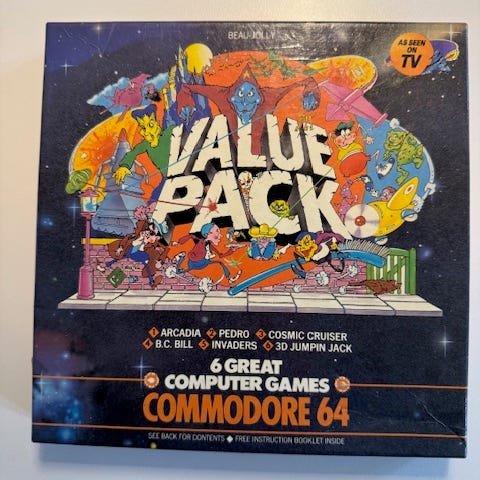 BEAU-JOLLY
AS SEEN
ON
TV
VALUE
PACK
1 ARCADIA 2 PEDRO 3 COSMIC CRUISER
4 B.C. BILL 5 INVADERS 6 3D JUMPIN JACK
6 GREAT
COMPUTER GAMES
COMMODORE 64
SEE BACK FOR CONTENTS ◆ FREE INSTRUCTION BOOKLET INSIDE